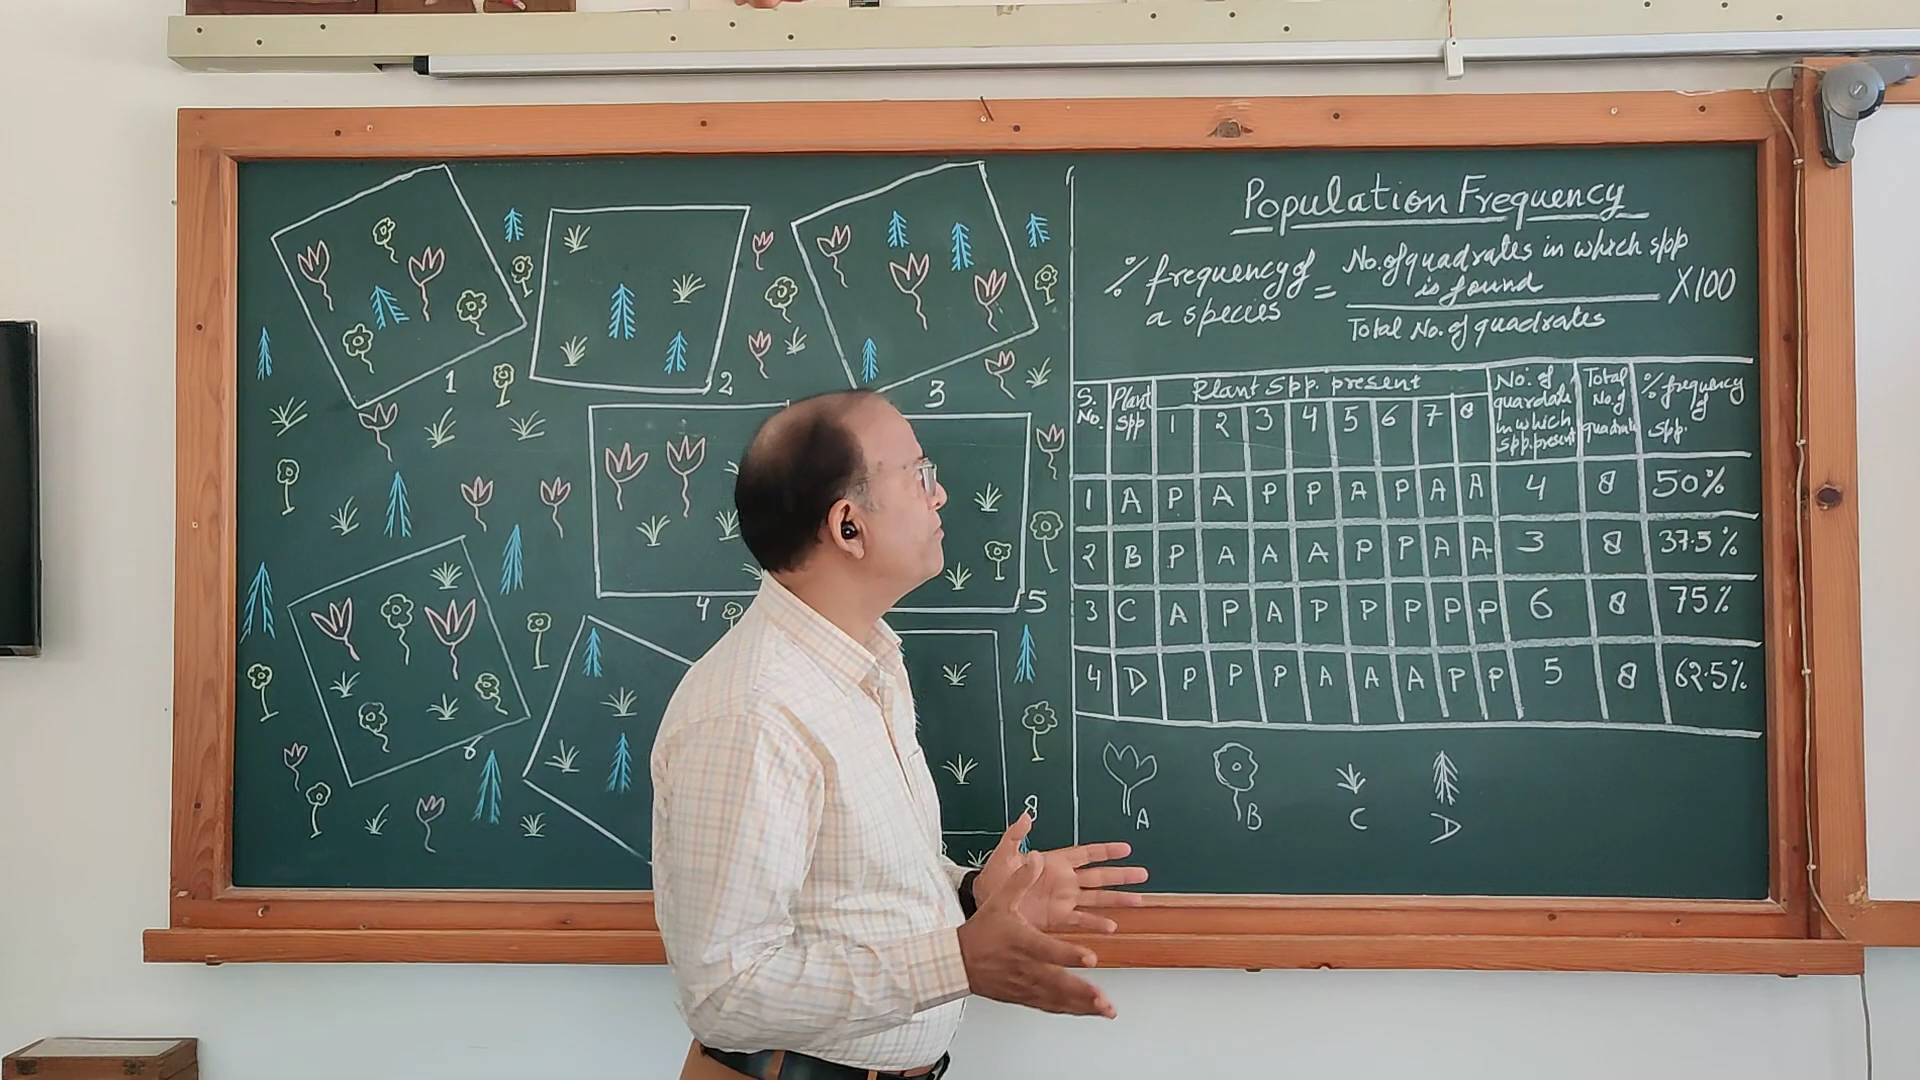 1
2
3
4
5
6
8
Population Frequency
% frequency of a species = No. of quadrates in which spp is found / Total No. of quadrates X100
S. No. Plant Spp Plant Spp. present No. of quardate in which spp. present Total No. of quadrate % frequency of spp.
1 2 3 4 5 6 7 8
1 A P A P P A P A A 4 8 50%
2 B P A A A P P A A 3 8 37.5%
3 C A P A P P P P P 6 8 75%
4 D P P P A A A P P 5 8 62.5%
A B C D